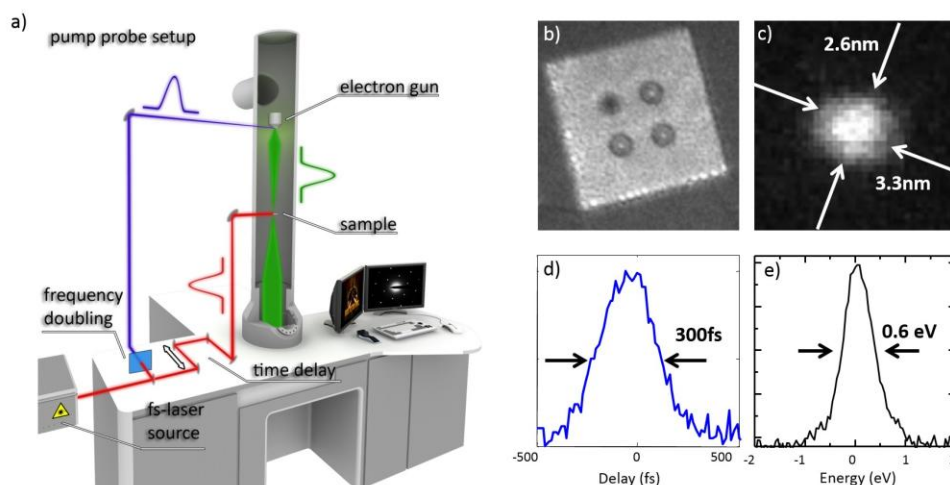 a)
pump probe setup
electron gun
sample
frequency
doubling
time delay
fs-laser
source
b)
c)
2.6nm
3.3nm
d)
300fs
-500
0
500
Delay (fs)
e)
0.6 eV
-2
-1
0
1
Energy (eV)